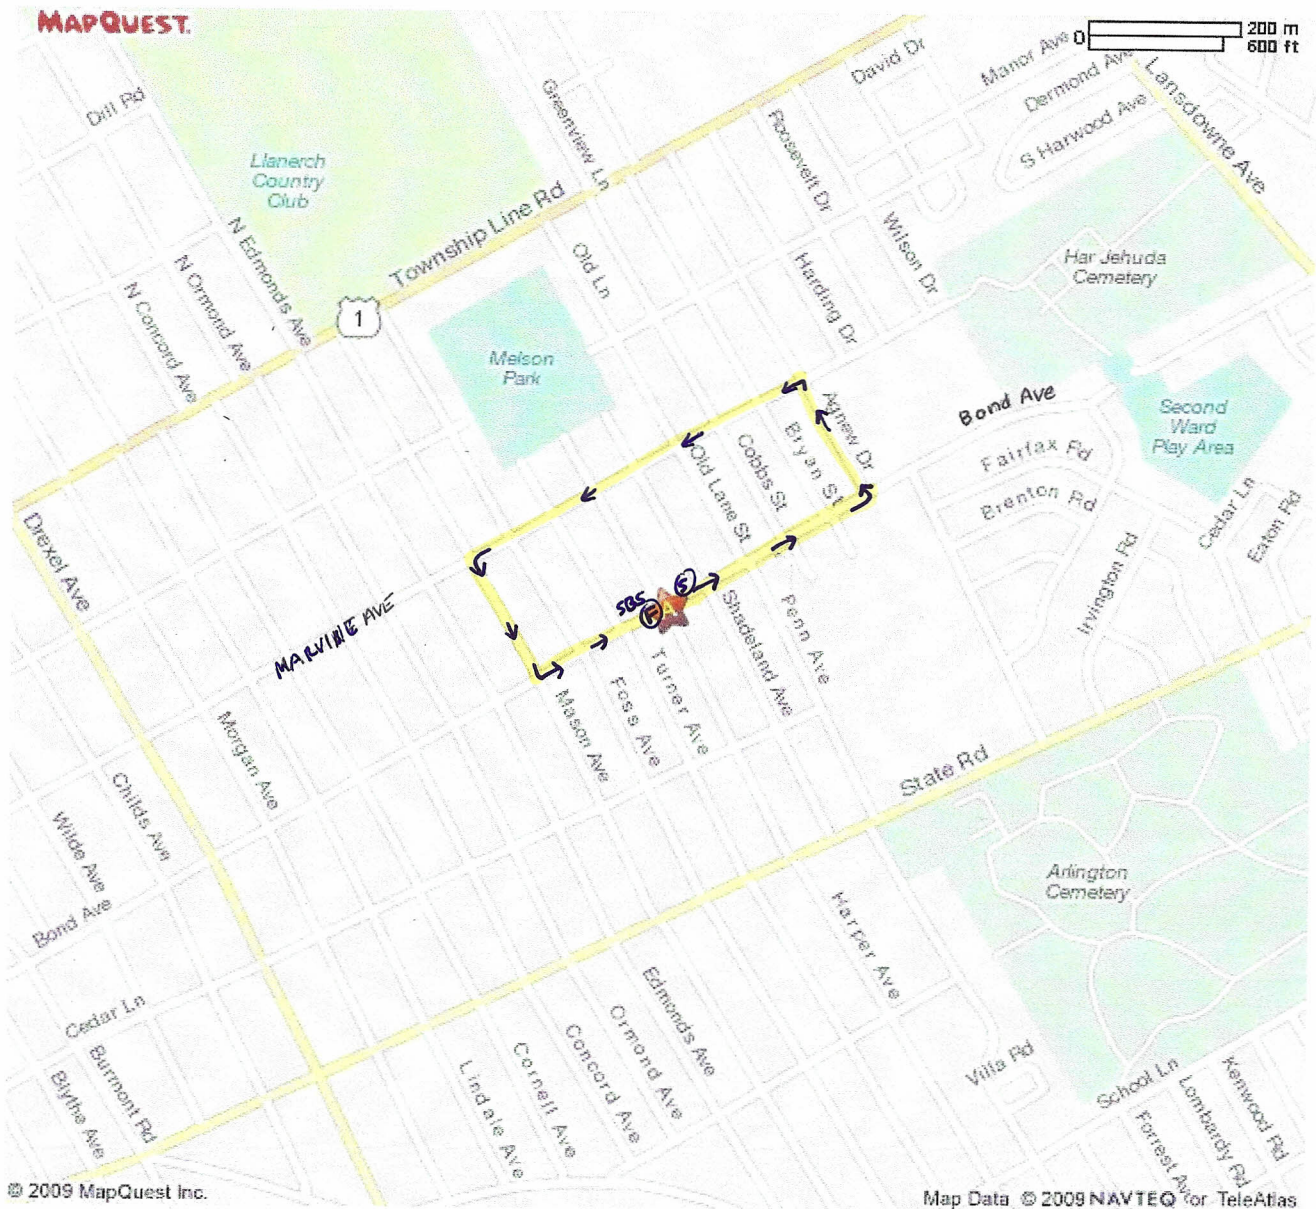 MAPQUEST.
0
200 m
600 ft
David Dr
Manor Ave
Dermond Ave
Lansdowne Ave
S Harwood Ave
Dill Rd
Greenview Ln
Roosevelt Dr
Llanerch
Country
Club
Township Line Rd
N Edmonds Ave
N Ormond Ave
N Concord Ave
Old Ln
Harding Dr
Wilson Dr
Har Jehuda
Cemetery
1
Melson
Park
Agnew Dr
Bryan St
Cobbs St
Old Lane St
Bond Ave
Second
Ward
Play Area
Fairfax Rd
Brenton Rd
Cedar Ln
Eaton Rd
Irvington Rd
Drexel Ave
MARVINE AVE
SBS
F
A
S
Shadeland Ave
Penn Ave
Turner Ave
Foss Ave
Mason Ave
Morgan Ave
State Rd
Childs Ave
Wilde Ave
Bond Ave
Arlington
Cemetery
Harper Ave
Cedar Ln
Burmont Rd
Blythe Ave
Edmonds Ave
Ormond Ave
Concord Ave
Cornell Ave
Lindale Ave
Villa Rd
School Ln
Kenwood Rd
Lombardy Rd
Forrest Ave
© 2009 MapQuest Inc.
Map Data © 2009 NAVTEQ or TeleAtlas